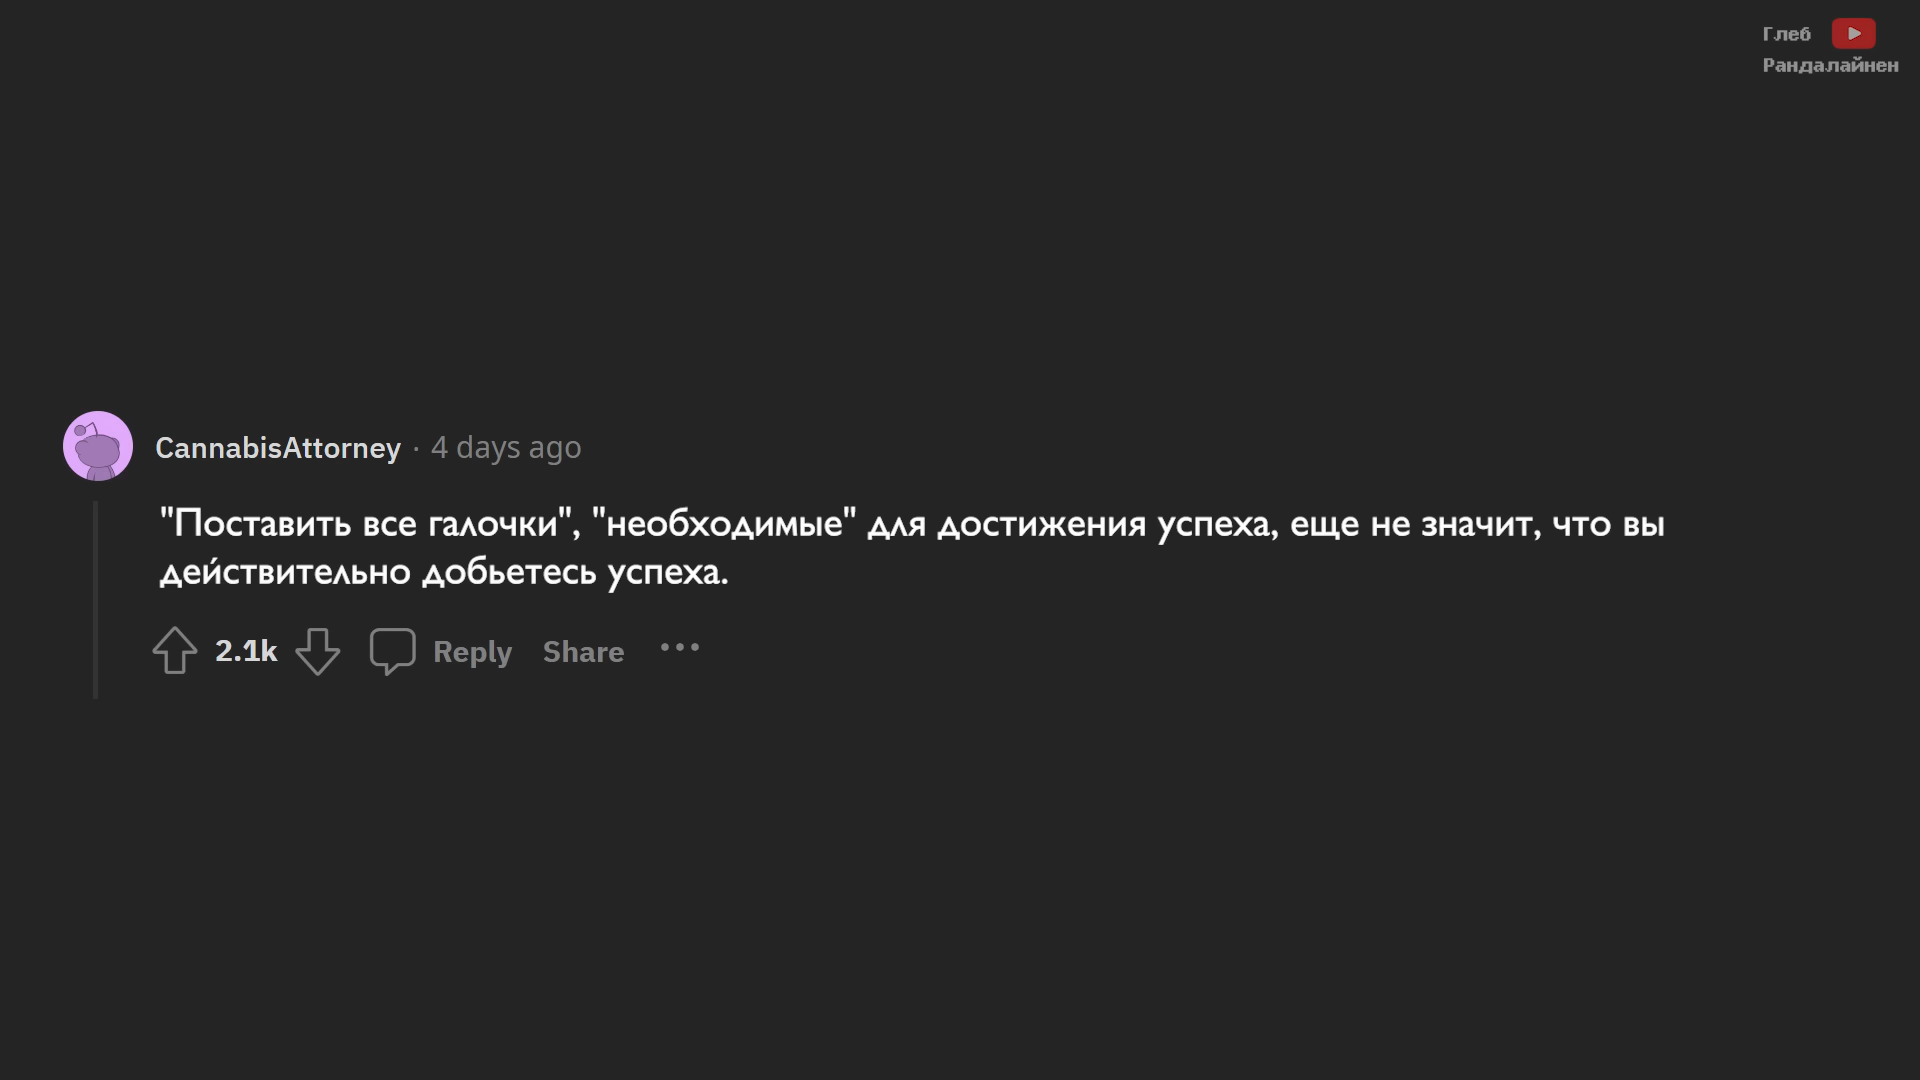 Глеб
Рандалайнен
CannabisAttorney · 4 days ago
"Поставить все галочки", "необходимые" для достижения успеха, еще не значит, что вы
действительно добьетесь успеха.
2.1k Reply Share ···